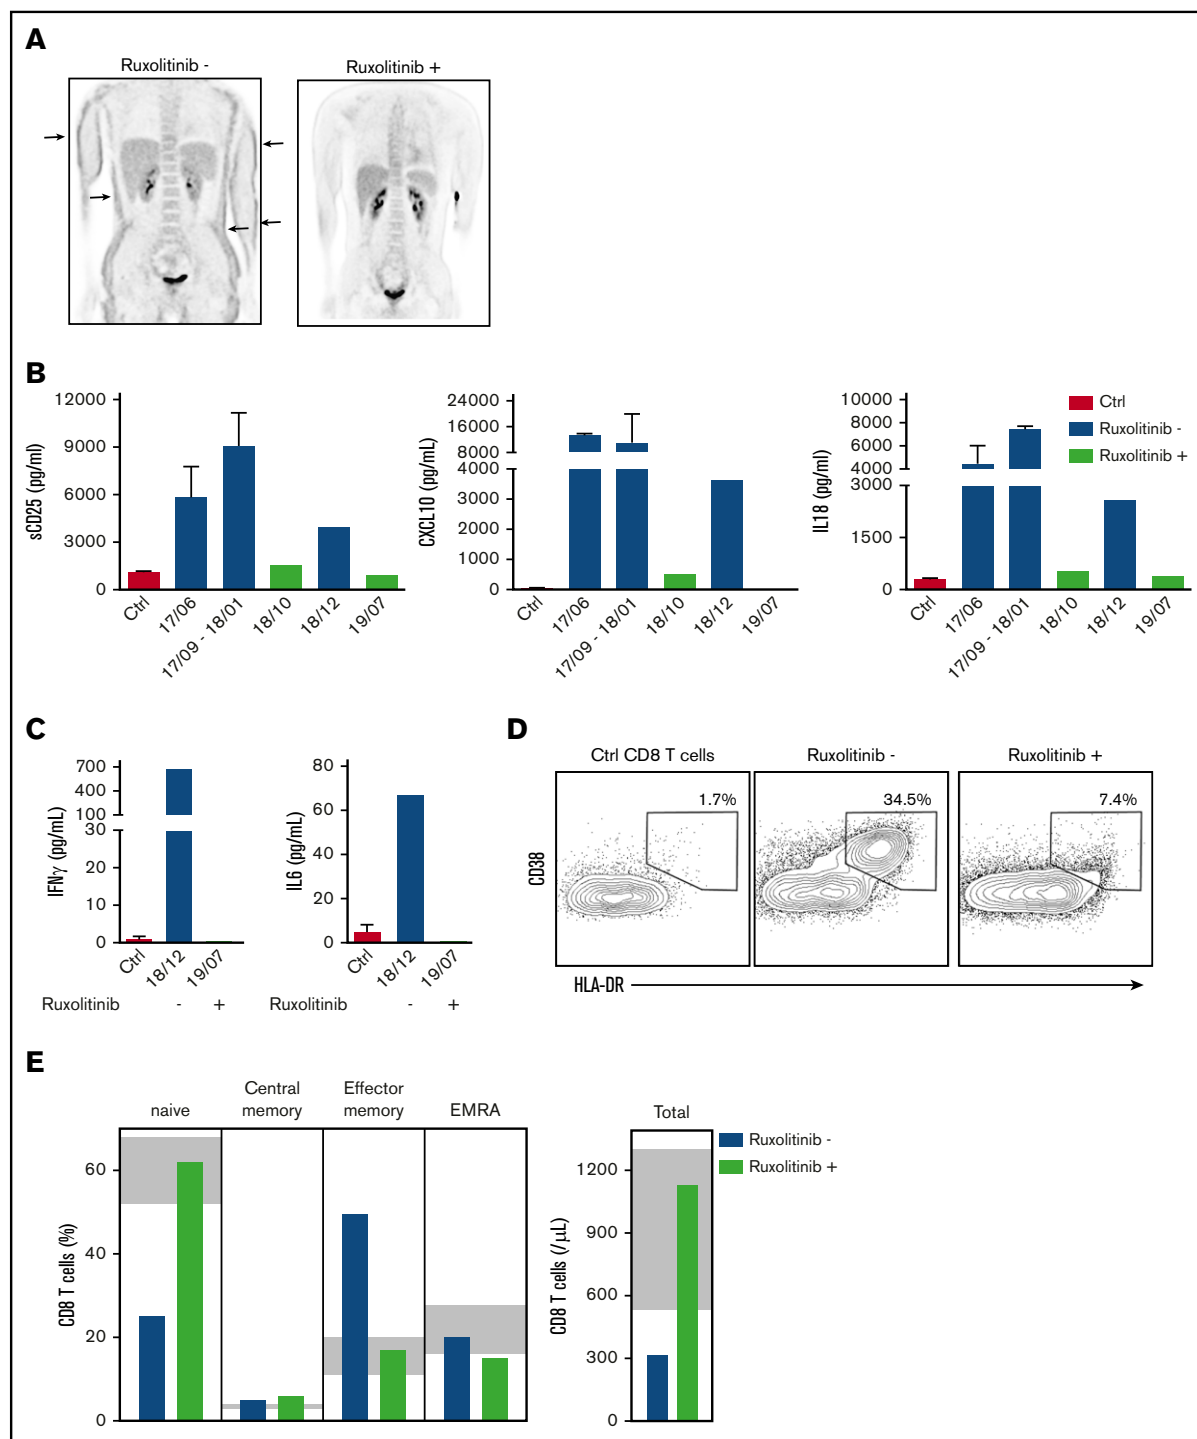 A
Ruxolitinib -
Ruxolitinib +
B
sCD25 (pg/ml)
12000
9000
6000
3000
0
Ctrl
17/06
17/09 - 18/01
18/10
18/12
19/07
CXCL10 (pg/mL)
24000
16000
8000
4000
3000
2000
1000
0
Ctrl
17/06
17/09 - 18/01
18/10
18/12
19/07
IL18 (pg/ml)
10000
8000
6000
4000
3000
1500
0
Ctrl
17/06
17/09 - 18/01
18/10
18/12
19/07
Ctrl
Ruxolitinib -
Ruxolitinib +
C
IFNγ (pg/mL)
700
400
100
30
20
10
0
Ctrl
18/12
19/07
Ruxolitinib - +
IL6 (pg/mL)
80
60
40
20
0
Ctrl
18/12
19/07
Ruxolitinib - +
D
Ctrl CD8 T cells
Ruxolitinib -
Ruxolitinib +
1.7%
34.5%
7.4%
CD38
HLA-DR
E
naive
Central
memory
Effector
memory
EMRA
CD8 T cells (%)
60
40
20
0
Total
CD8 T cells (/μL)
1200
900
600
300
0
Ruxolitinib -
Ruxolitinib +